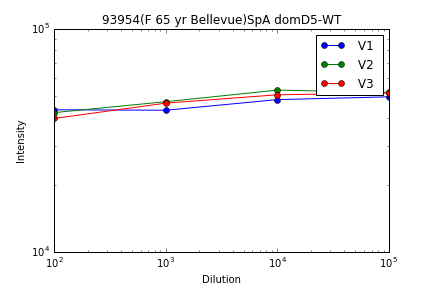 93954(F 65 yr Bellevue)SpA domD5-WT
10^5
V1
V2
V3
Intensity
10^4
10^2 10^3 10^4 10^5
Dilution